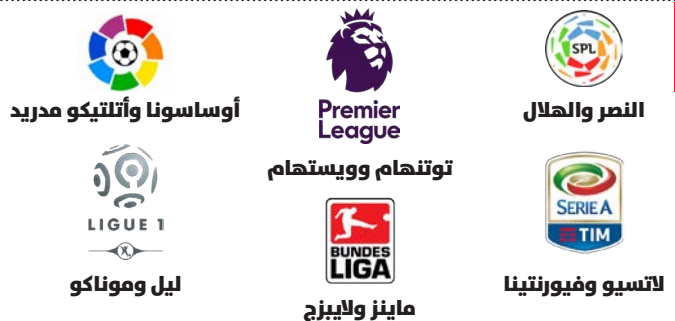 SPL
النصر والهلال
Premier
League
توتنهام وويستهام
أوساسونا وأتلتيكو مدريد
SERIE A
TIM
لاتسيو وفيورنتينا
BUNDES
LIGA
ماينز ولايبزج
LIGUE 1
ليل وموناكو